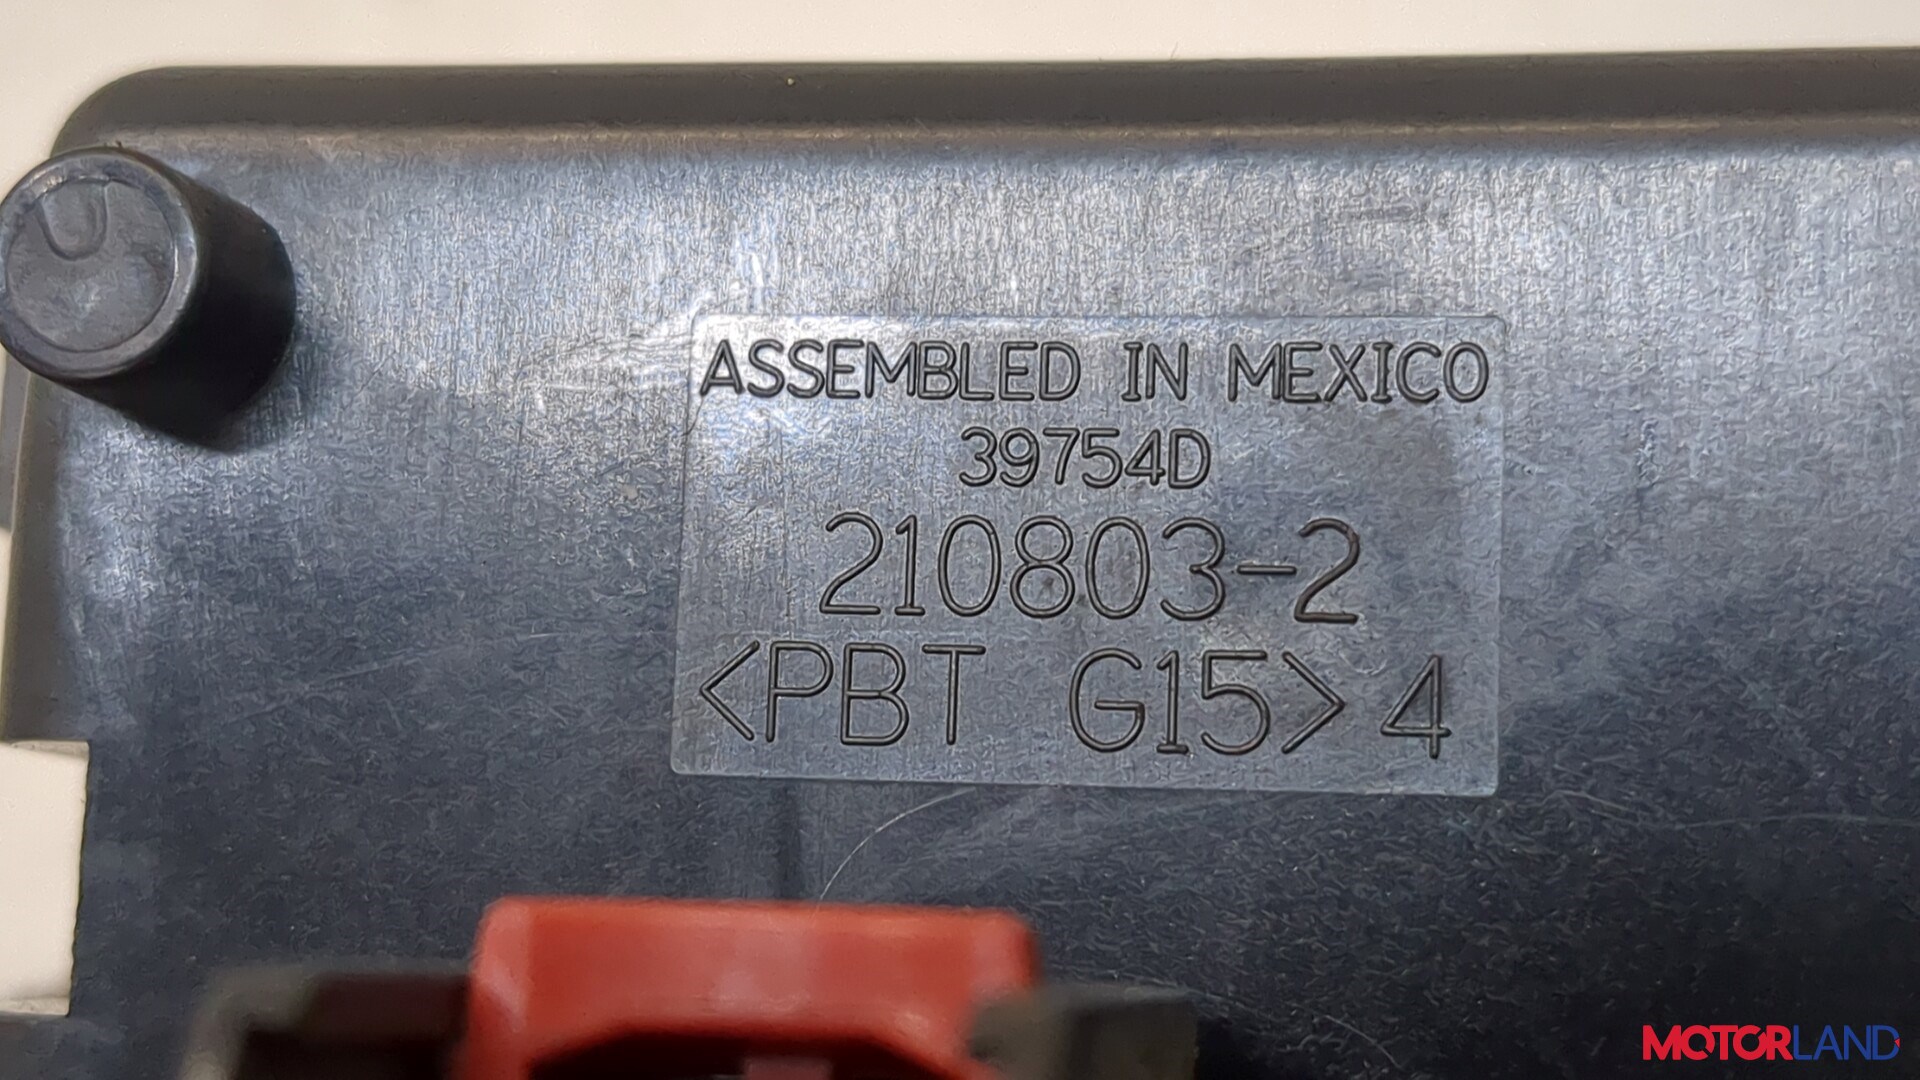 ASSEMBLED IN MEXICO
39754D
210803-2
<PBT G15>4
MOTORLAND